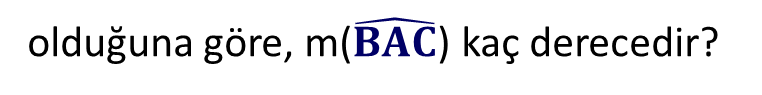 olduğuna göre, m(BAC) kaç derecedir?